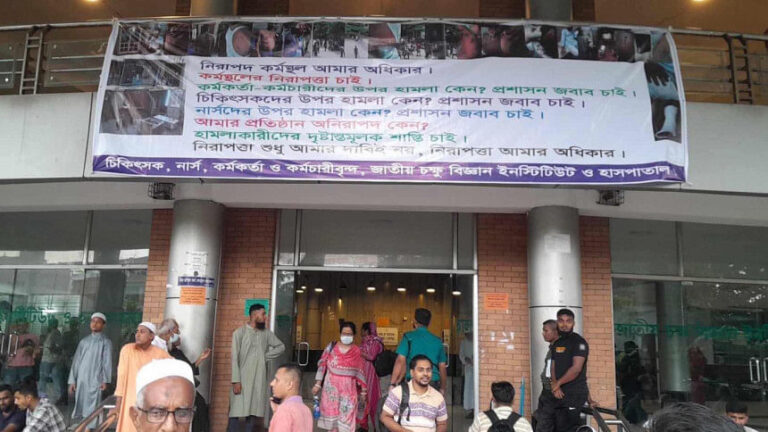 নিরাপদ কর্মস্থল আমার অধিকার।
কর্মস্থলের নিরাপত্তা চাই।
কর্মকর্তা-কর্মচারীদের উপর হামলা কেন? প্রশাসন জবাব চাই।
চিকিৎসকদের উপর হামলা কেন? প্রশাসন জবাব চাই।
নার্সদের উপর হামলা কেন? প্রশাসন জবাব চাই।
আমার প্রতিষ্ঠান অনিরাপদ কেন?
হামলাকারীদের দৃষ্টান্তমূলক শাস্তি চাই।
নিরাপত্তা শুধু আমার দাবিই নয়, নিরাপত্তা আমার অধিকার।
চিকিৎসক, নার্স, কর্মকর্তা ও কর্মচারীবৃন্দ, জাতীয় চক্ষু বিজ্ঞান ইনস্টিটিউট ও হাসপাতাল
জাতীয় চক্ষু বিজ্ঞান